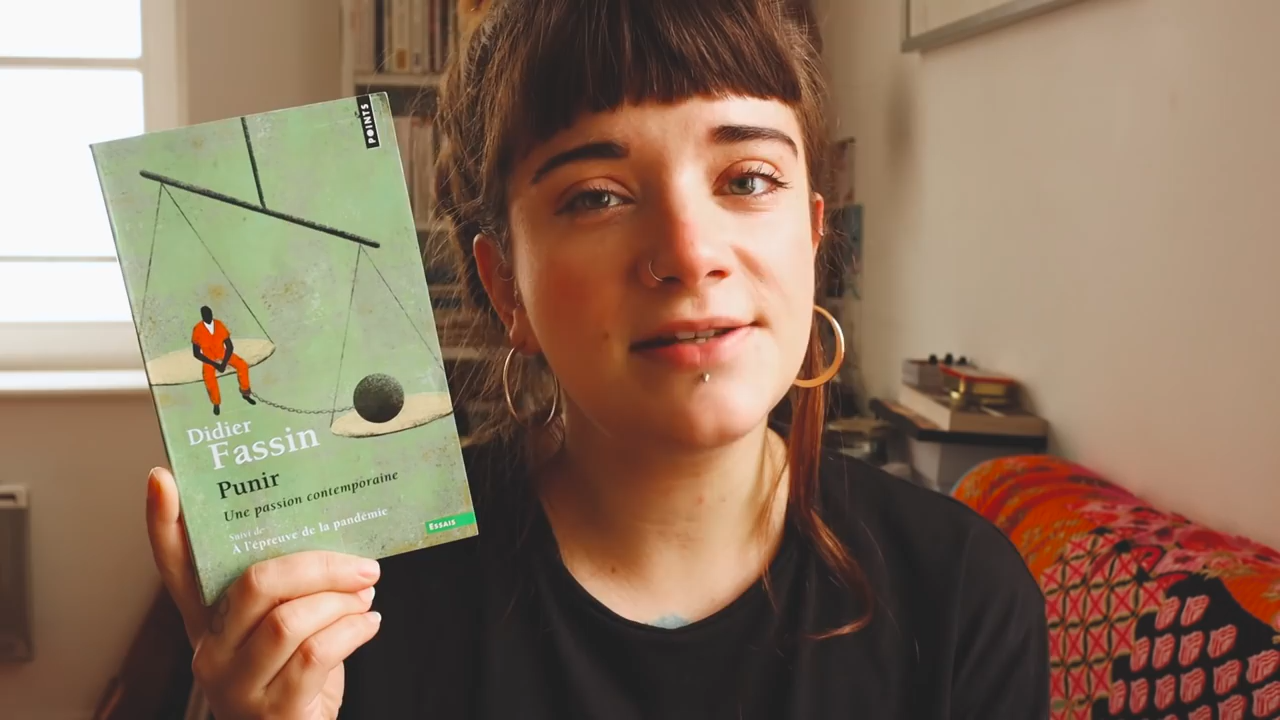 POINTS
Didier
Fassin
Punir
Une passion contemporaine
Suivi de
À l'épreuve de la pandémie
ESSAIS